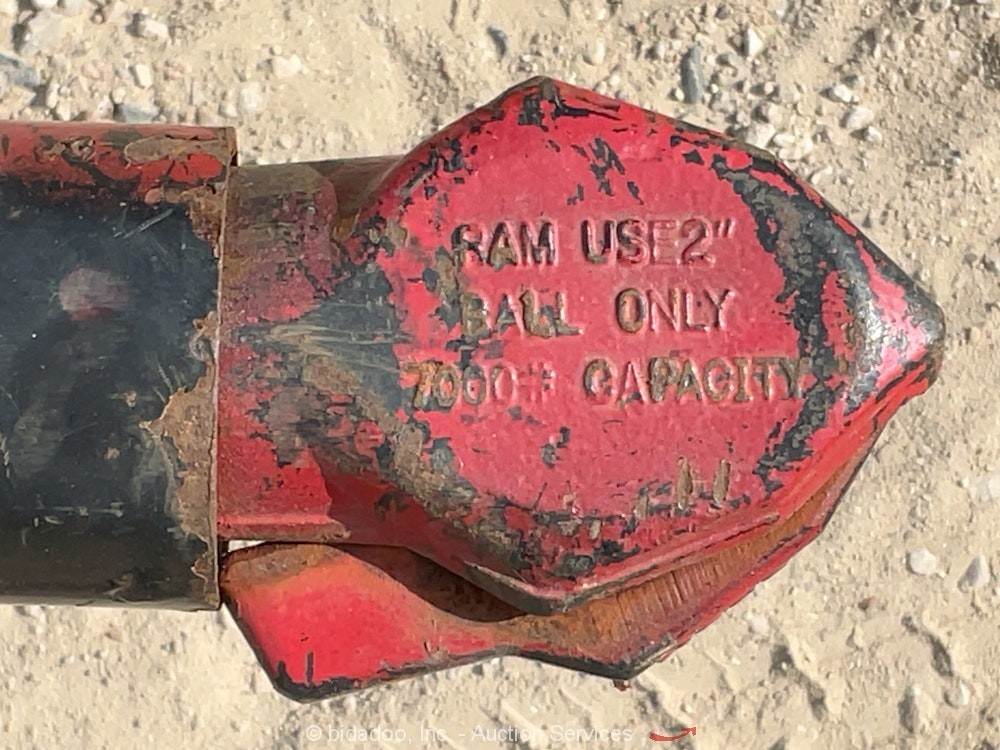 RAM USE 2"
BALL ONLY
7000# CAPACITY
© bidadoo, Inc. - Auction Services